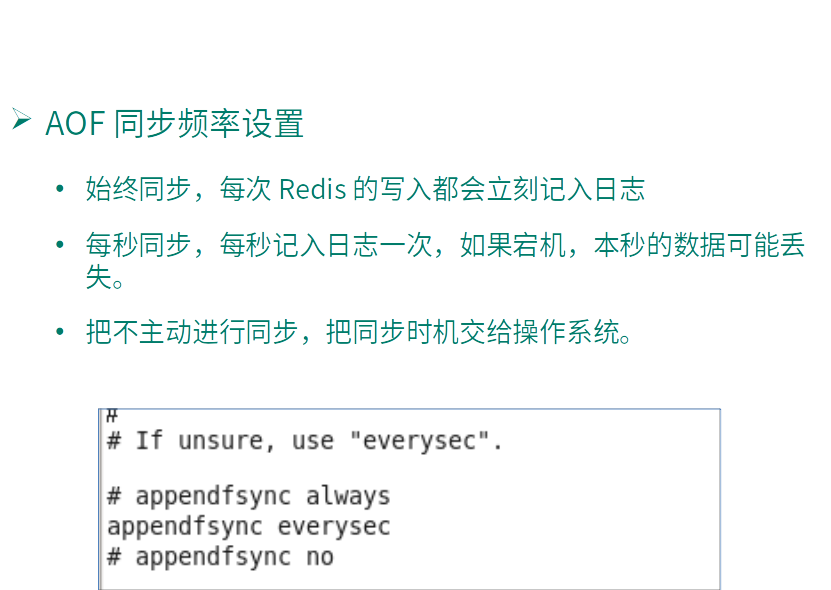 AOF 同步频率设置
• 始终同步，每次 Redis 的写入都会立刻记入日志
• 每秒同步，每秒记入日志一次，如果宕机，本秒的数据可能丢
失。
• 把不主动进行同步，把同步时机交给操作系统。
#
# If unsure, use "everysec".
# appendfsync always
appendfsync everysec
# appendfsync no